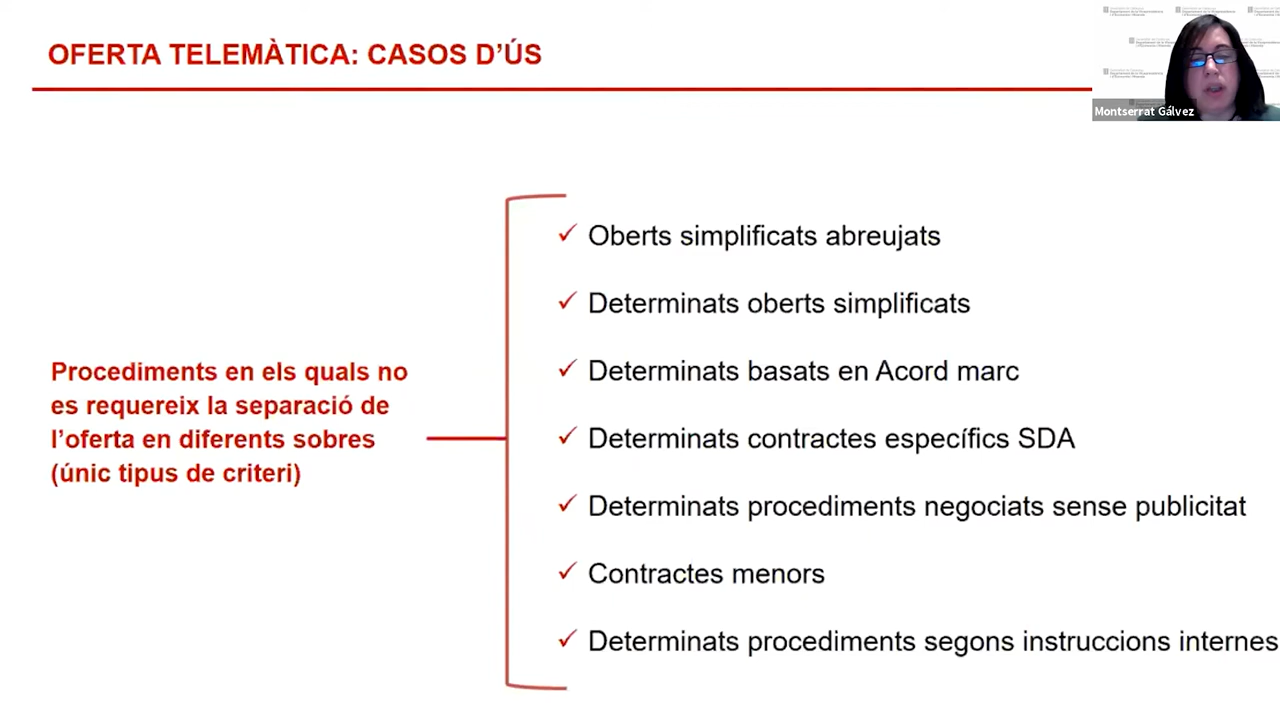 OFERTA TELEMÀTICA: CASOS D'ÚS
Montserrat Gálvez
Procediments en els quals no
es requereix la separació de
l'oferta en diferents sobres
(únic tipus de criteri)
✓ Oberts simplificats abreujats
✓ Determinats oberts simplificats
✓ Determinats basats en Acord marc
✓ Determinats contractes específics SDA
✓ Determinats procediments negociats sense publicitat
✓ Contractes menors
✓ Determinats procediments segons instruccions internes